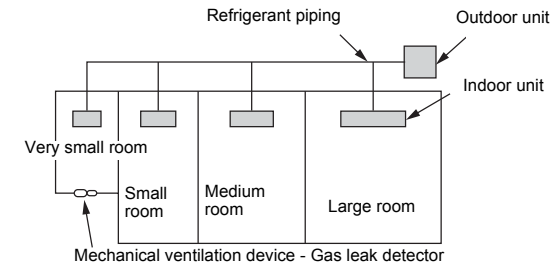 Refrigerant piping
Outdoor unit
Indoor unit
Very small room
Small
room
Medium
room
Large room
Mechanical ventilation device - Gas leak detector